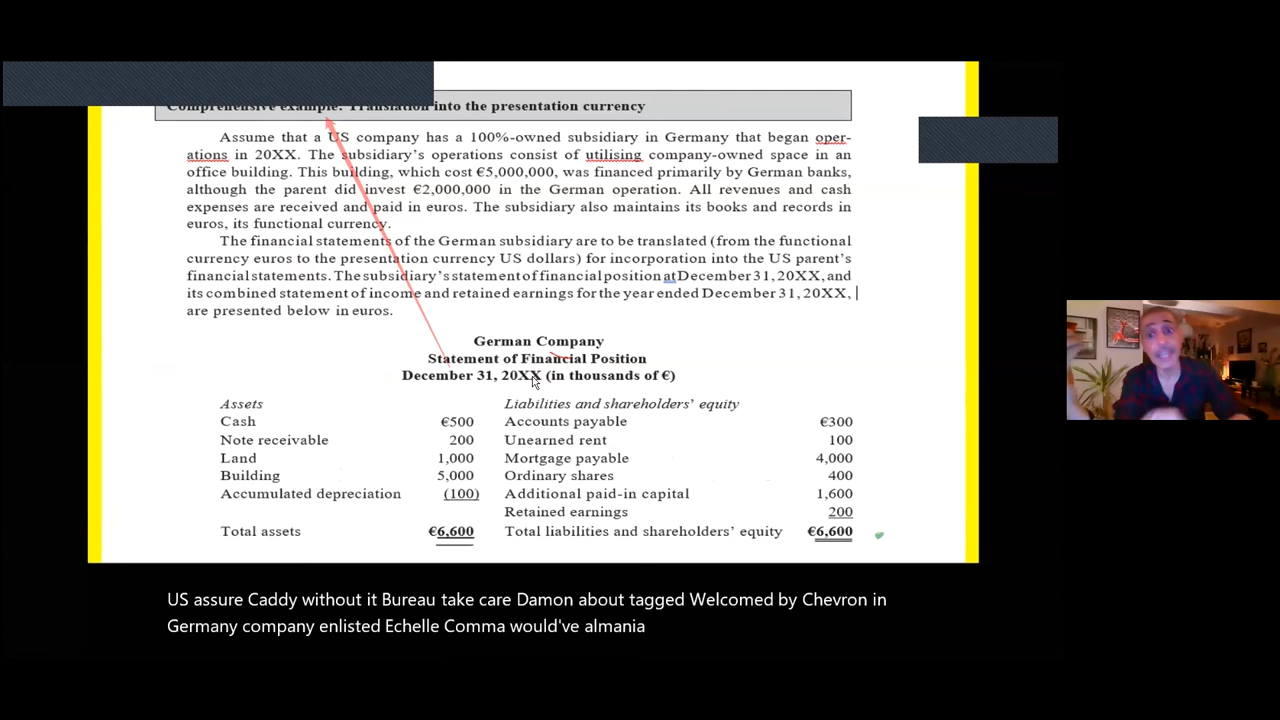 Comprehensive example: Translation into the presentation currency
Assume that a US company has a 100%-owned subsidiary in Germany that began oper-
ations in 20XX. The subsidiary's operations consist of utilising company-owned space in an
office building. This building, which cost €5,000,000, was financed primarily by German banks,
although the parent did invest €2,000,000 in the German operation. All revenues and cash
expenses are received and paid in euros. The subsidiary also maintains its books and records in
euros, its functional currency.
The financial statements of the German subsidiary are to be translated (from the functional
currency euros to the presentation currency US dollars) for incorporation into the US parent's
financial statements. The subsidiary's statement of financial position at December 31, 20XX, and
its combined statement of income and retained earnings for the year ended December 31, 20XX,
are presented below in euros.
German Company
Statement of Financial Position
December 31, 20XX (in thousands of €)
Assets Liabilities and shareholders' equity
Cash €500 Accounts payable €300
Note receivable 200 Unearned rent 100
Land 1,000 Mortgage payable 4,000
Building 5,000 Ordinary shares 400
Accumulated depreciation (100) Additional paid-in capital 1,600
Retained earnings 200
Total assets €6,600 Total liabilities and shareholders' equity €6,600
US assure Caddy without it Bureau take care Damon about tagged Welcomed by Chevron in
Germany company enlisted Echelle Comma would've almania